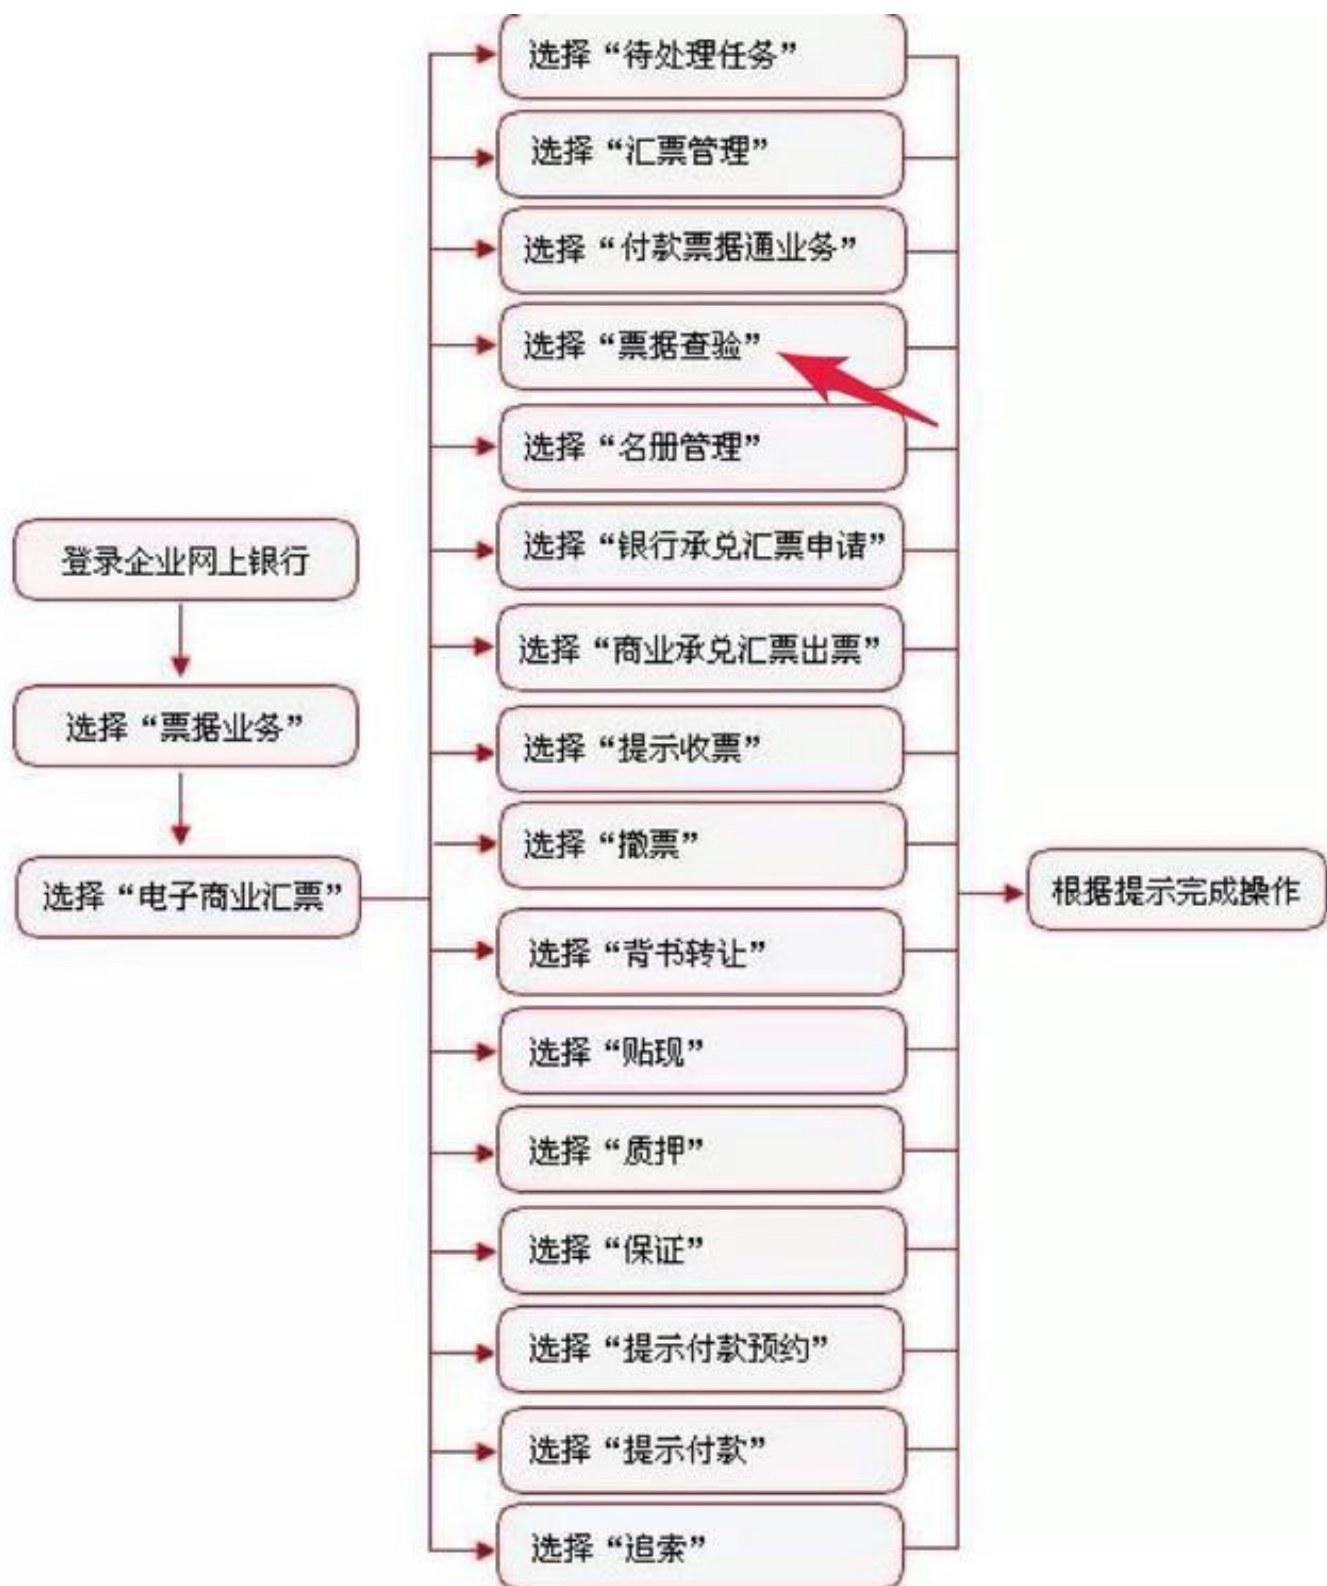 选择“待处理任务”
选择“汇票管理”
选择“付款票据通业务”
选择“票据查验”
选择“名册管理”
选择“银行承兑汇票申请”
登录企业网上银行
选择“商业承兑汇票出票”
选择“票据业务”
选择“提示收票”
选择“撤票”
选择“电子商业汇票”
根据提示完成操作
选择“背书转让”
选择“贴现”
选择“质押”
选择“保证”
选择“提示付款预约”
选择“提示付款”
选择“追索”